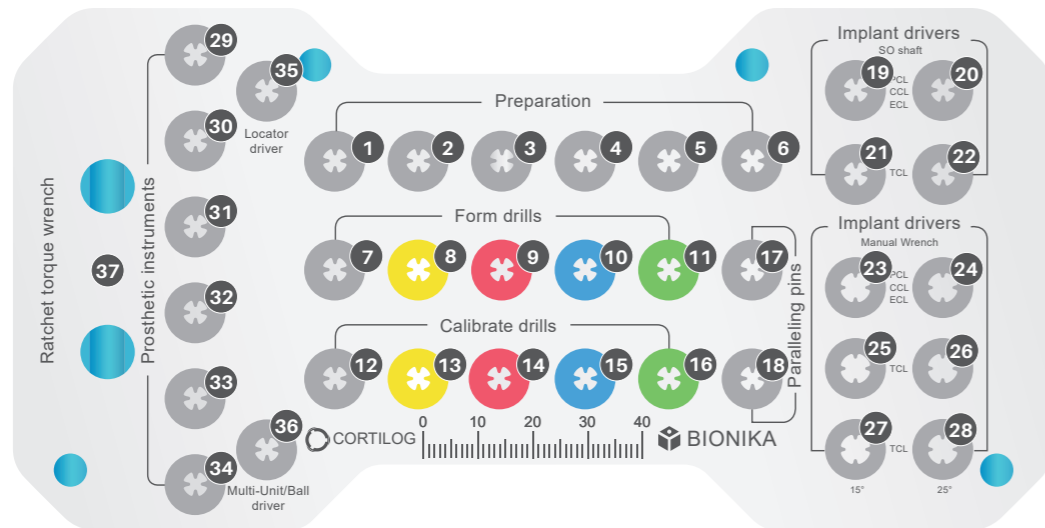 Ratchet torque wrench
37
Prosthetic instruments
29
30
31
32
33
34
35
Locator
driver
36
Multi-Unit/Ball
driver
Preparation
1 2 3 4 5 6
Form drills
7 8 9 10 11 17
Calibrate drills
12 13 14 15 16 18
Paralleling pins
CORTILOG
0 10 20 30 40
BIONIKA
Implant drivers
SO shaft
19 20
PCL
CCL
ECL
21 TCL 22
Implant drivers
Manual Wrench
23 24
PCL
CCL
ECL
25 TCL 26
27 TCL 28
15° 25°